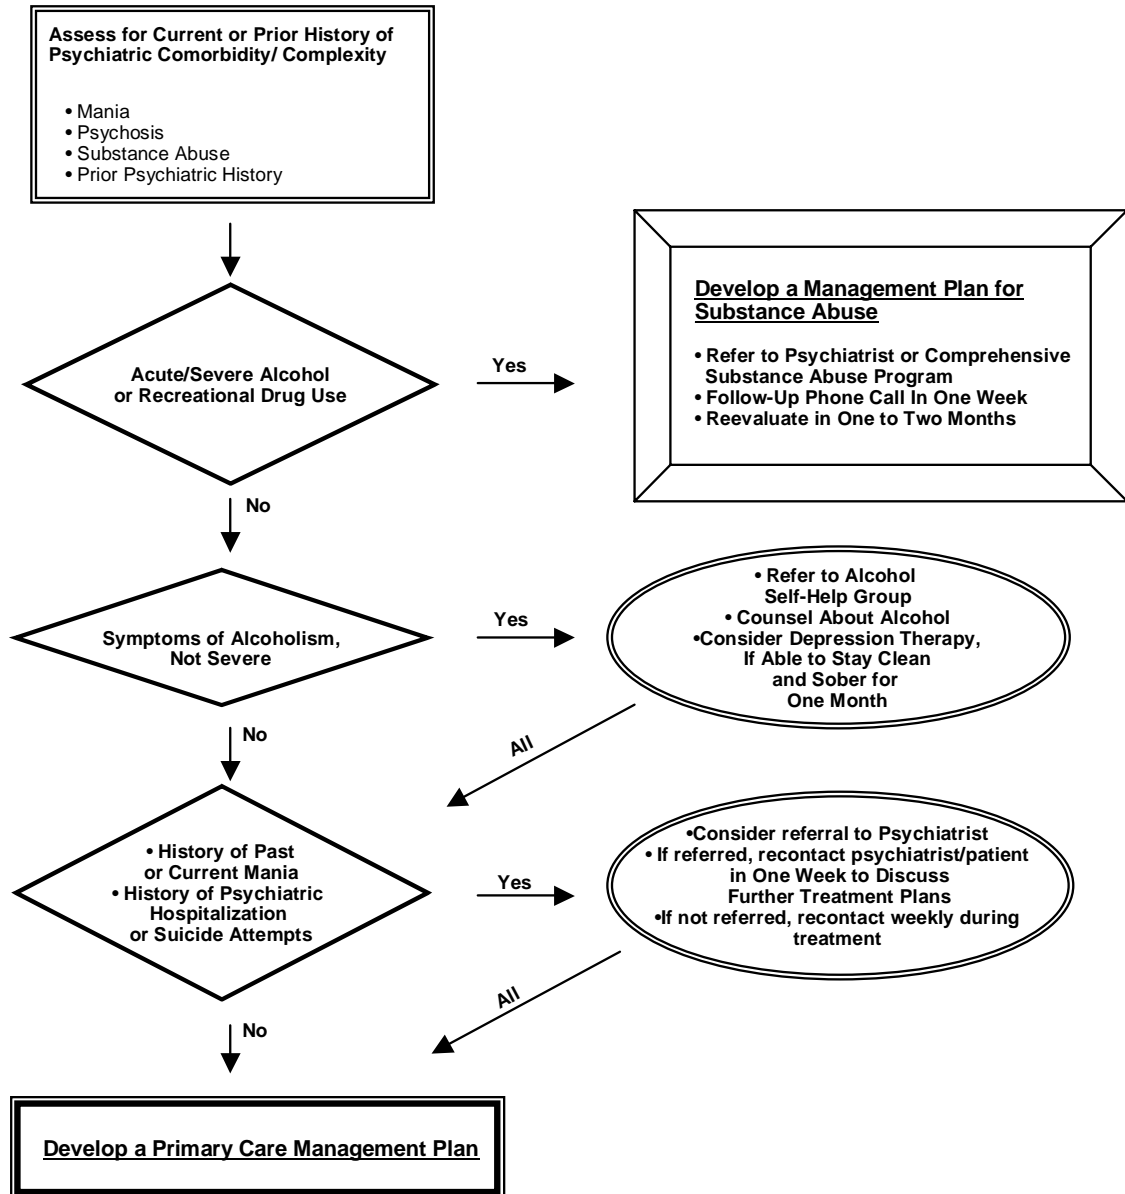 Assess for Current or Prior History of
Psychiatric Comorbidity/ Complexity
• Mania
• Psychosis
• Substance Abuse
• Prior Psychiatric History
Acute/Severe Alcohol
or Recreational Drug Use
Yes
Develop a Management Plan for
Substance Abuse
• Refer to Psychiatrist or Comprehensive
Substance Abuse Program
• Follow-Up Phone Call In One Week
• Reevaluate in One to Two Months
No
Symptoms of Alcoholism,
Not Severe
Yes
• Refer to Alcohol
Self-Help Group
• Counsel About Alcohol
•Consider Depression Therapy,
If Able to Stay Clean
and Sober for
One Month
No
All
• History of Past
or Current Mania
• History of Psychiatric
Hospitalization
or Suicide Attempts
Yes
•Consider referral to Psychiatrist
• If referred, recontact psychiatrist/patient
in One Week to Discuss
Further Treatment Plans
•If not referred, recontact weekly during
treatment
All
No
Develop a Primary Care Management Plan